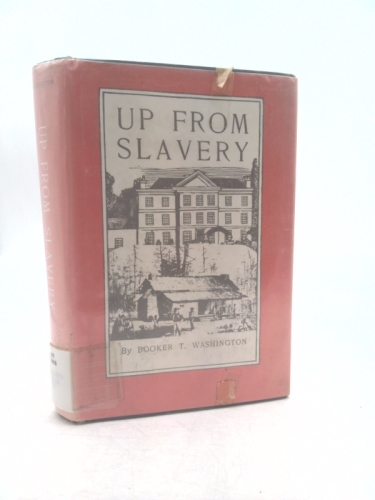 UP FROM
SLAVERY
By BOOKER T. WASHINGTON
UP FROM SLAVERY